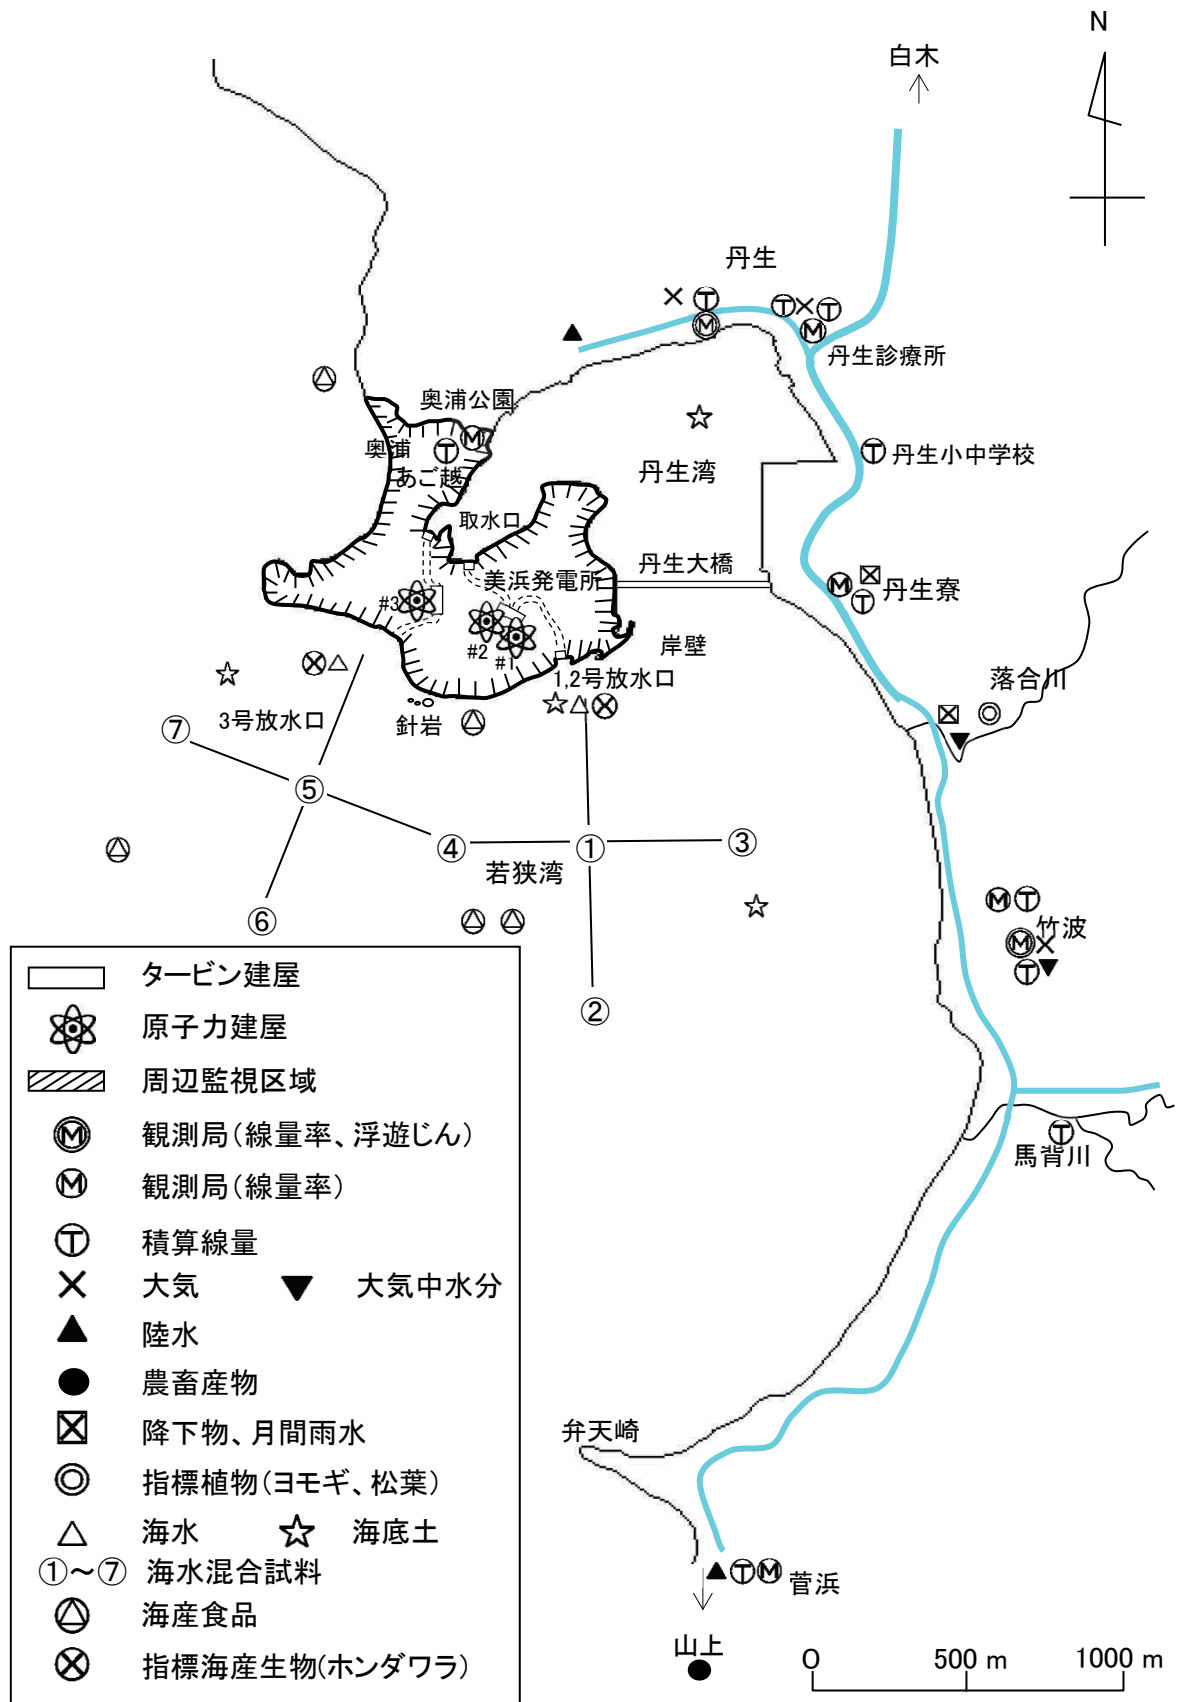 N
白木
丹生
丹生診療所
奥浦公園
奥浦
あご越
丹生湾
丹生小中学校
取水口
美浜発電所
丹生大橋
丹生寮
#3
#2
#1
岸壁
1,2号放水口
落合川
3号放水口
針岩
⑦
⑤
④
①
③
若狭湾
⑥
竹波
②
タービン建屋
原子力建屋
周辺監視区域
Ⓜ 観測局(線量率、浮遊じん)
Ⓜ 観測局(線量率)
Ⓣ 積算線量
大気 大気中水分
陸水
農畜産物
降下物、月間雨水
指標植物(ヨモギ、松葉)
海水 海底土
①～⑦ 海水混合試料
海産食品
指標海産生物(ホンダワラ)
馬背川
弁天崎
菅浜
山上
0 500 m 1000 m